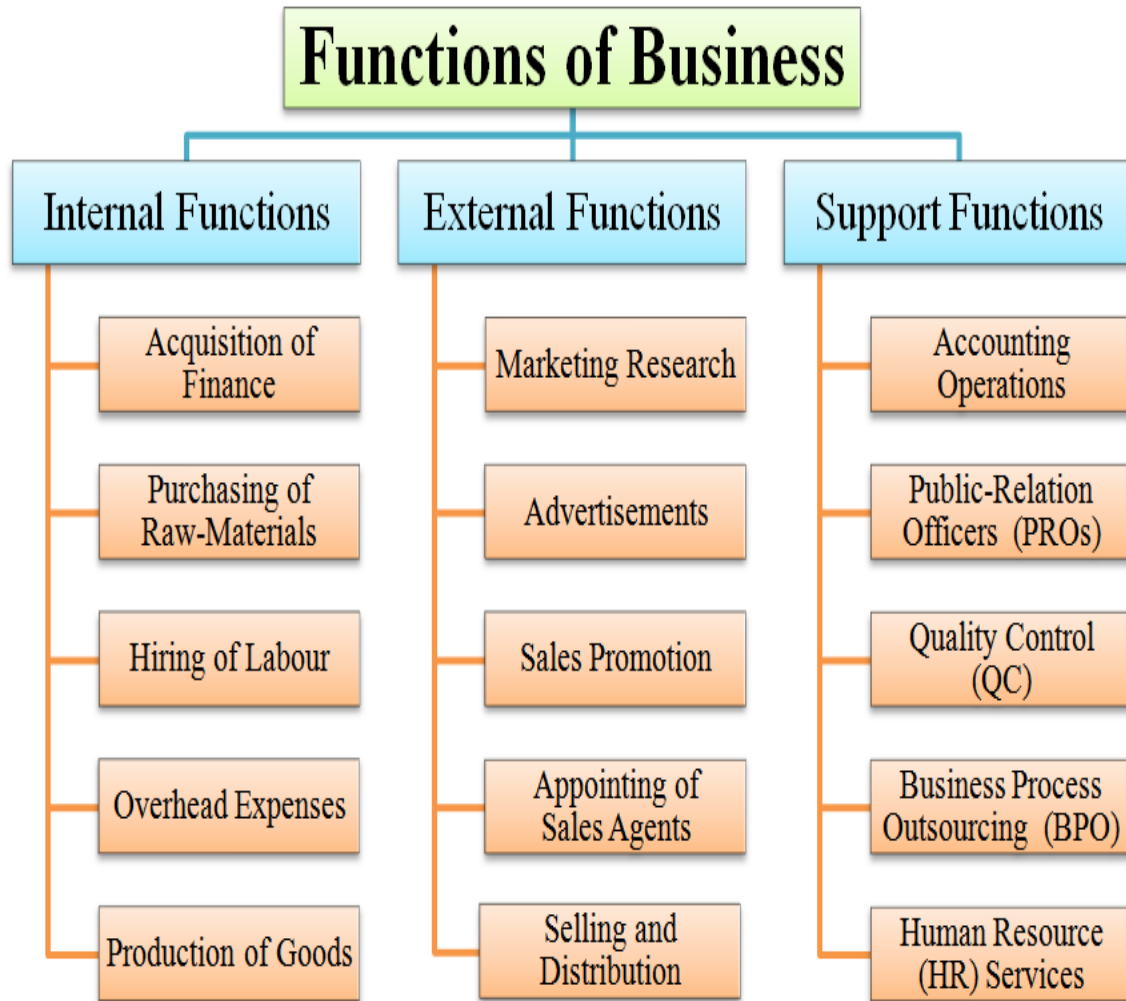 Functions of Business
Internal Functions
Acquisition of
Finance
Purchasing of
Raw-Materials
Hiring of Labour
Overhead Expenses
Production of Goods
External Functions
Marketing Research
Advertisements
Sales Promotion
Appointing of
Sales Agents
Selling and
Distribution
Support Functions
Accounting
Operations
Public-Relation
Officers (PROs)
Quality Control
(QC)
Business Process
Outsourcing (BPO)
Human Resource
(HR) Services